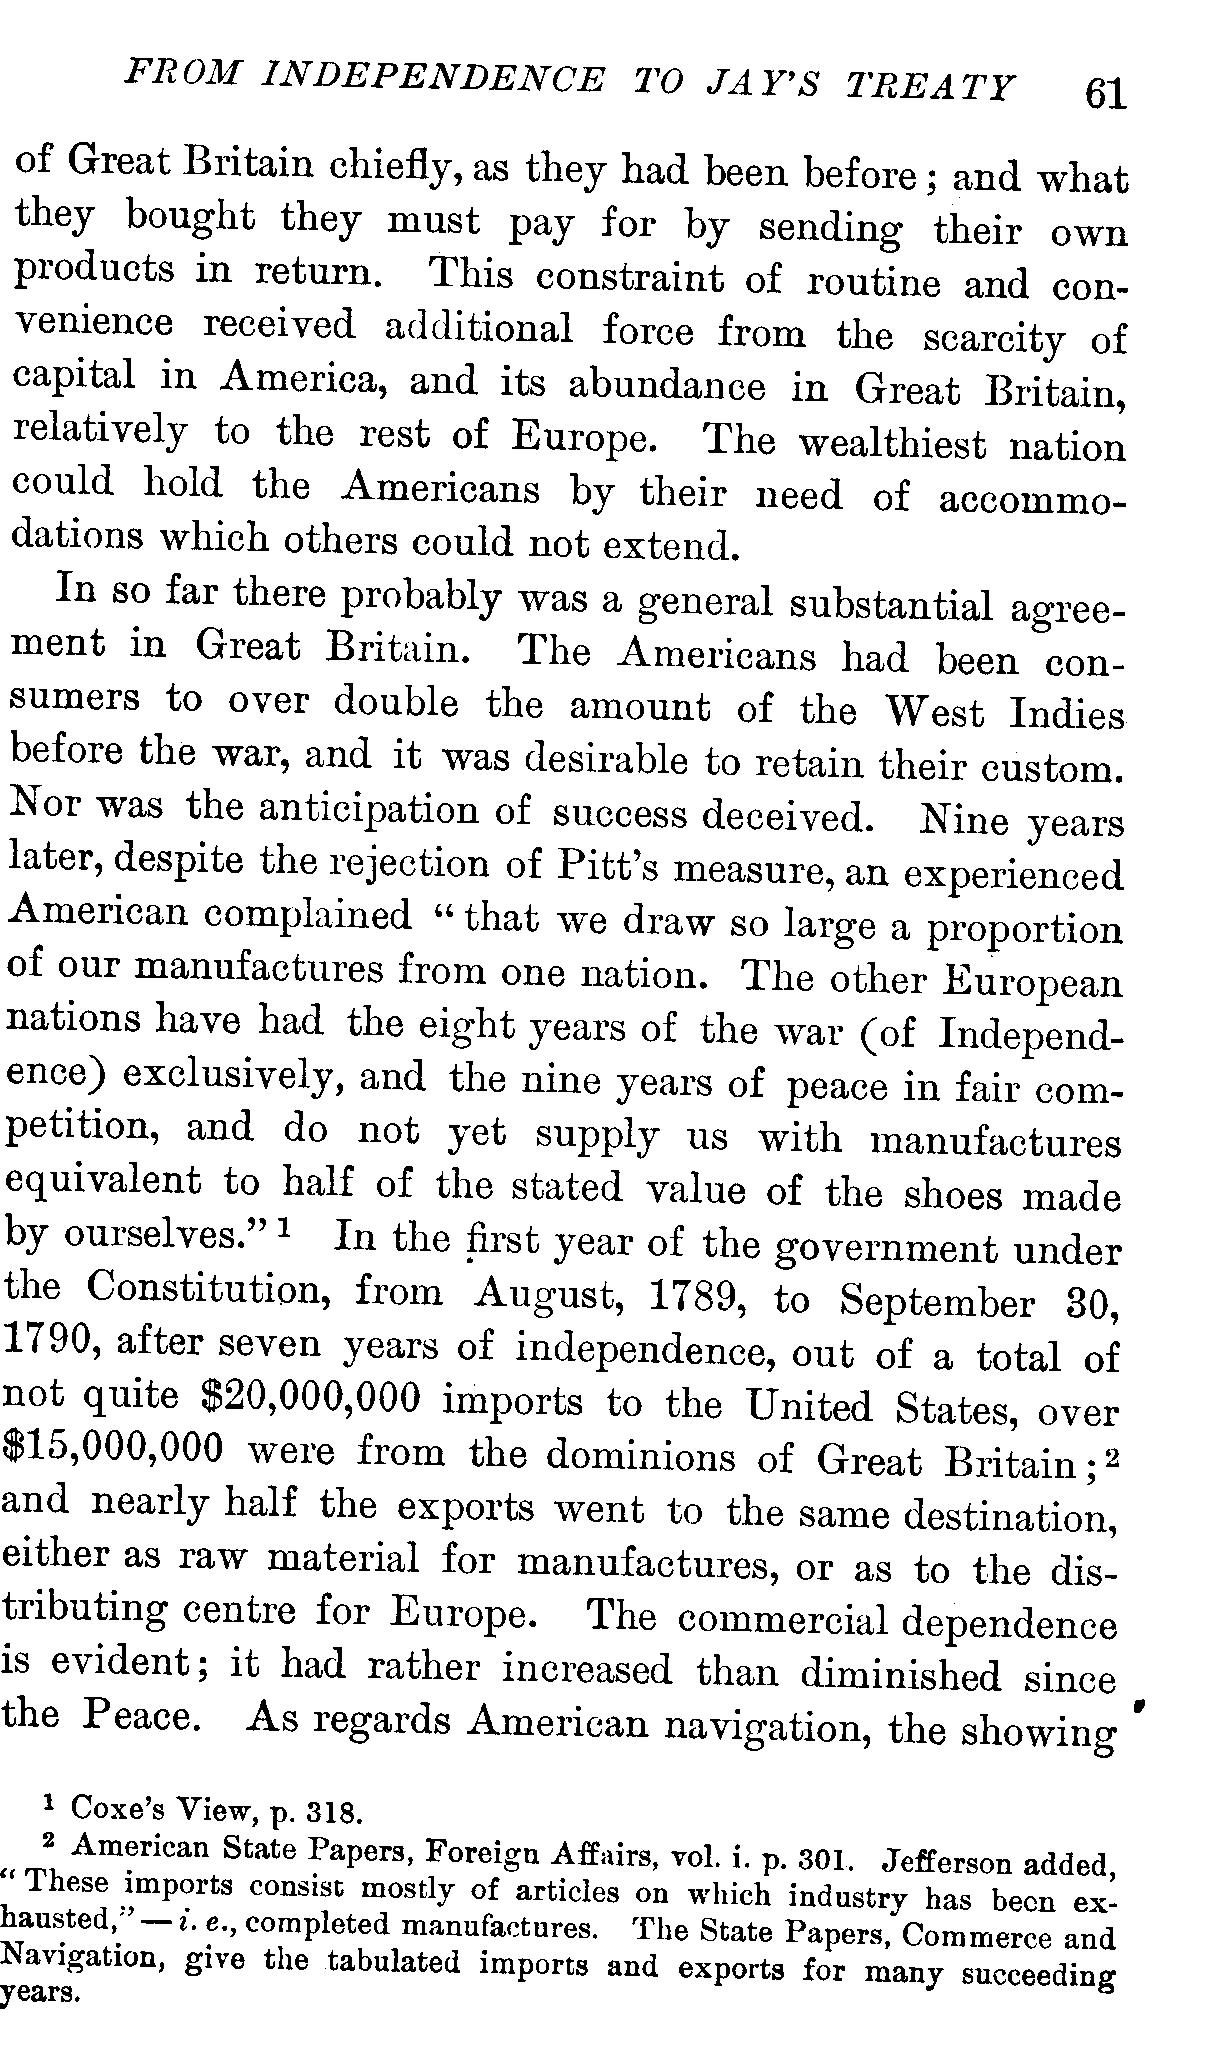 FROM INDEPENDENCE TO JAY'S TREATY 61
of Great Britain chiefly, as they had been before; and what
they bought they must pay for by sending their own
products in return. This constraint of routine and con-
venience received additional force from the scarcity of
capital in America, and its abundance in Great Britain,
relatively to the rest of Europe. The wealthiest nation
could hold the Americans by their need of accommo-
dations which others could not extend.
In so far there probably was a general substantial agree-
ment in Great Britain. The Americans had been con-
sumers to over double the amount of the West Indies
before the war, and it was desirable to retain their custom.
Nor was the anticipation of success deceived. Nine years
later, despite the rejection of Pitt's measure, an experienced
American complained "that we draw so large a proportion
of our manufactures from one nation. The other European
nations have had the eight years of the war (of Independ-
ence) exclusively, and the nine years of peace in fair com-
petition, and do not yet supply us with manufactures
equivalent to half of the stated value of the shoes made
by ourselves."¹ In the first year of the government under
the Constitution, from August, 1789, to September 30,
1790, after seven years of independence, out of a total of
not quite $20,000,000 imports to the United States, over
$15,000,000 were from the dominions of Great Britain;²
and nearly half the exports went to the same destination,
either as raw material for manufactures, or as to the dis-
tributing centre for Europe. The commercial dependence
is evident; it had rather increased than diminished since
the Peace. As regards American navigation, the showing
¹ Coxe's View, p. 318.
² American State Papers, Foreign Affairs, vol. i. p. 301. Jefferson added,
"These imports consist mostly of articles on which industry has been ex-
hausted,"—i. e., completed manufactures. The State Papers, Commerce and
Navigation, give the tabulated imports and exports for many succeeding
years.